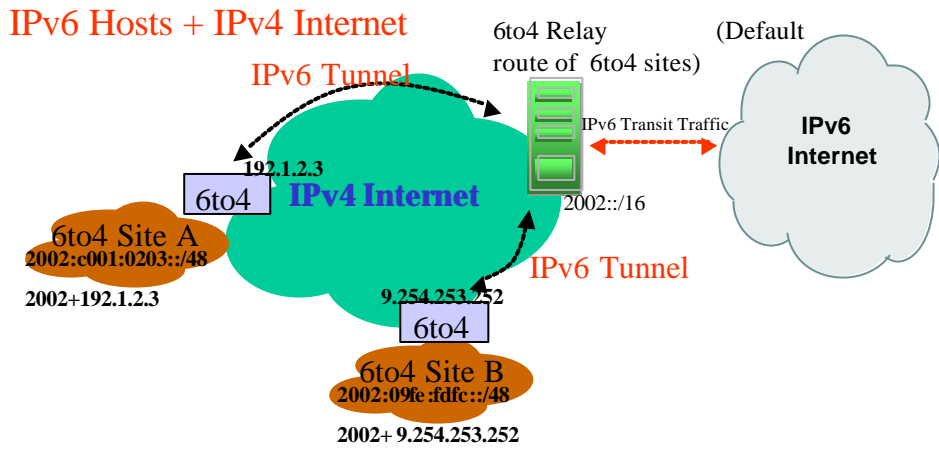 IPv6 Hosts + IPv4 Internet
6to4 Relay (Default
route of 6to4 sites)
IPv6 Tunnel
IPv6 Transit Traffic
IPv6
Internet
192.1.2.3
6to4
IPv4 Internet
2002::/16
6to4 Site A
2002:c001:0203::/48
2002+192.1.2.3
IPv6 Tunnel
9.254.253.252
6to4
6to4 Site B
2002:09fe:fdfc::/48
2002+ 9.254.253.252